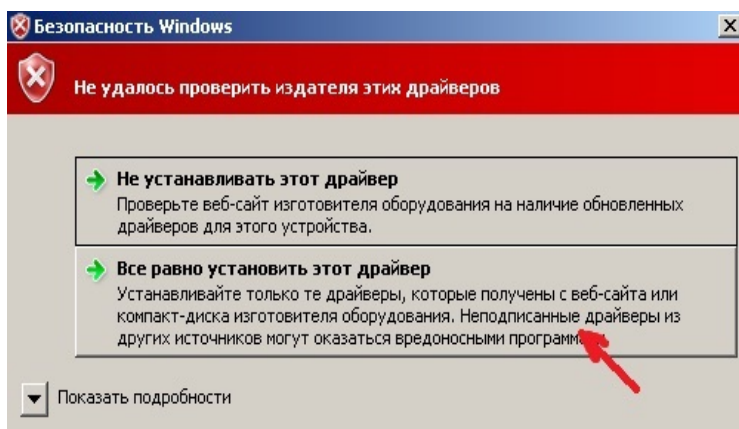 Безопасность Windows
Не удалось проверить издателя этих драйверов
Не устанавливать этот драйвер
Проверьте веб-сайт изготовителя оборудования на наличие обновленных
драйверов для этого устройства.
Все равно установить этот драйвер
Устанавливайте только те драйверы, которые получены с веб-сайта или
компакт-диска изготовителя оборудования. Неподписанные драйверы из
других источников могут оказаться вредоносными
Показать подробности